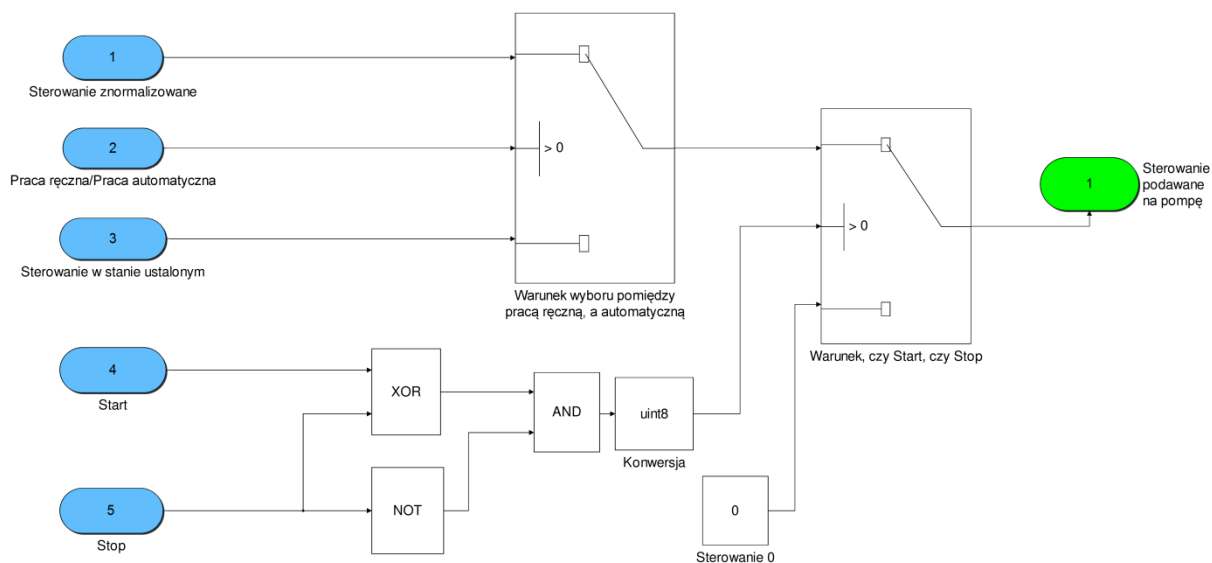 1
Sterowanie znormalizowane
2
Praca ręczna/Praca automatyczna
3
Sterowanie w stanie ustalonym
> 0
Warunek wyboru pomiędzy
pracą ręczną, a automatyczną
> 0
Warunek, czy Start, czy Stop
1
Sterowanie
podawane
na pompę
4
Start
XOR
AND
uint8
Konwersja
5
Stop
NOT
0
Sterowanie 0